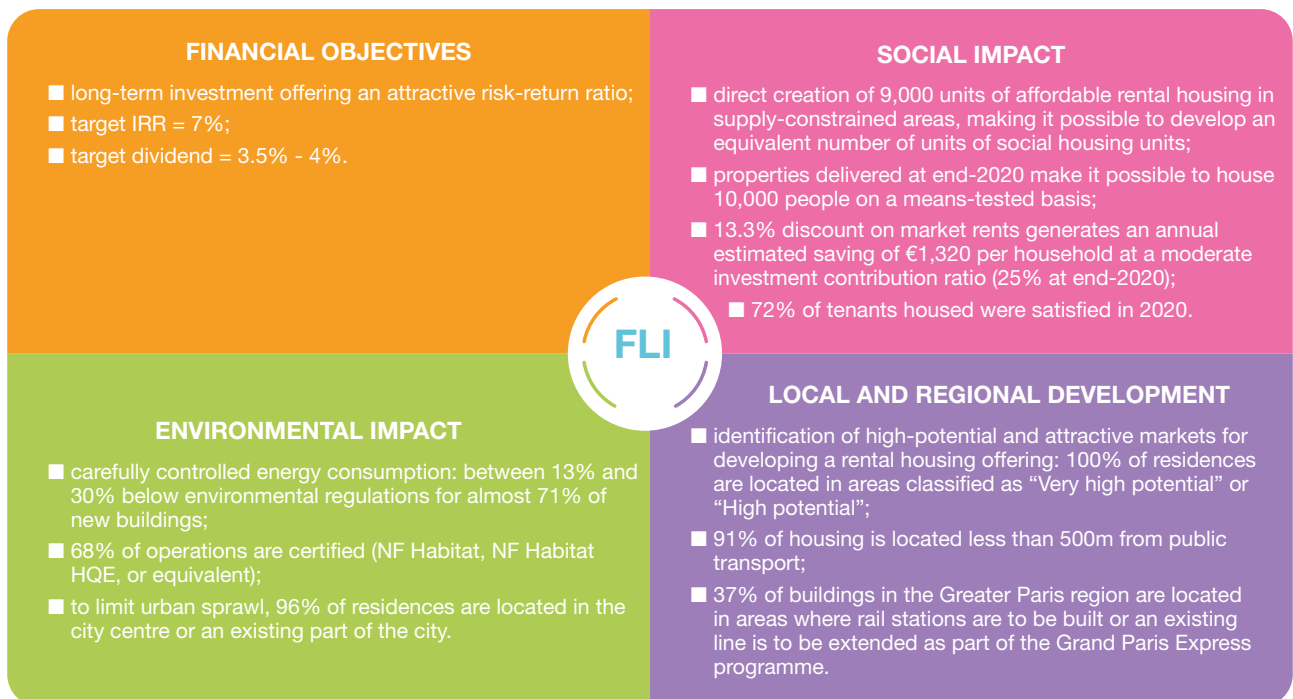 FINANCIAL OBJECTIVES
■ long-term investment offering an attractive risk-return ratio;
■ target IRR = 7%;
■ target dividend = 3.5% - 4%.
SOCIAL IMPACT
■ direct creation of 9,000 units of affordable rental housing in
supply-constrained areas, making it possible to develop an
equivalent number of units of social housing units;
■ properties delivered at end-2020 make it possible to house
10,000 people on a means-tested basis;
■ 13.3% discount on market rents generates an annual
estimated saving of €1,320 per household at a moderate
investment contribution ratio (25% at end-2020);
■ 72% of tenants housed were satisfied in 2020.
FLI
ENVIRONMENTAL IMPACT
■ carefully controlled energy consumption: between 13% and
30% below environmental regulations for almost 71% of
new buildings;
■ 68% of operations are certified (NF Habitat, NF Habitat
HQE, or equivalent);
■ to limit urban sprawl, 96% of residences are located in the
city centre or an existing part of the city.
LOCAL AND REGIONAL DEVELOPMENT
■ identification of high-potential and attractive markets for
developing a rental housing offering: 100% of residences
are located in areas classified as “Very high potential” or
“High potential”;
■ 91% of housing is located less than 500m from public
transport;
■ 37% of buildings in the Greater Paris region are located
in areas where rail stations are to be built or an existing
line is to be extended as part of the Grand Paris Express
programme.